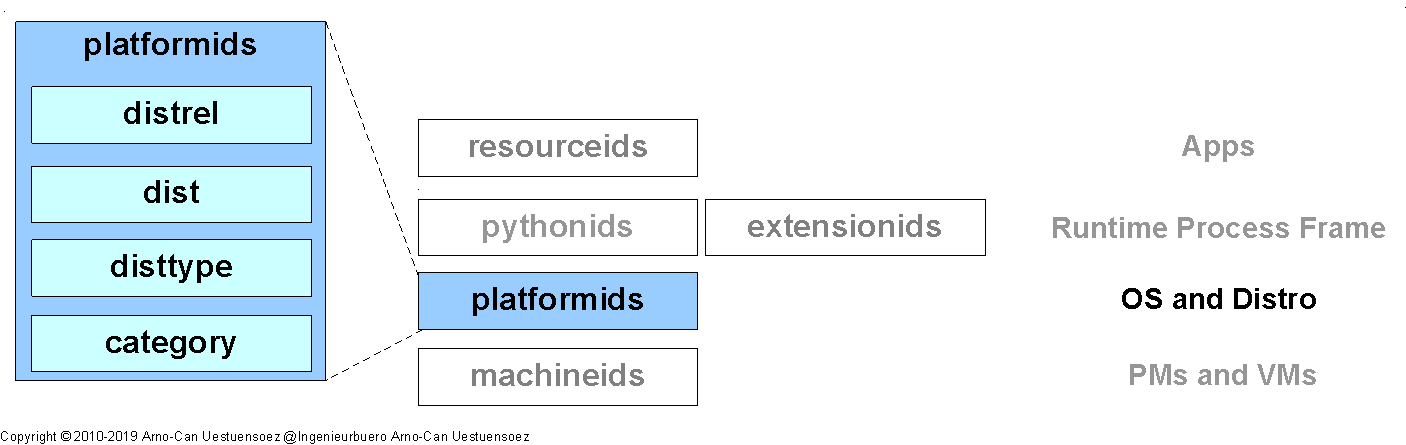 platformids
distrel
dist
disttype
category
resourceids
Apps
pythonids
extensionids
Runtime Process Frame
platformids
OS and Distro
machineids
PMs and VMs
Copyright ©2010-2019 Arno-Can Uestuensoez @Ingenieurbuero Arno-Can Uestuensoez